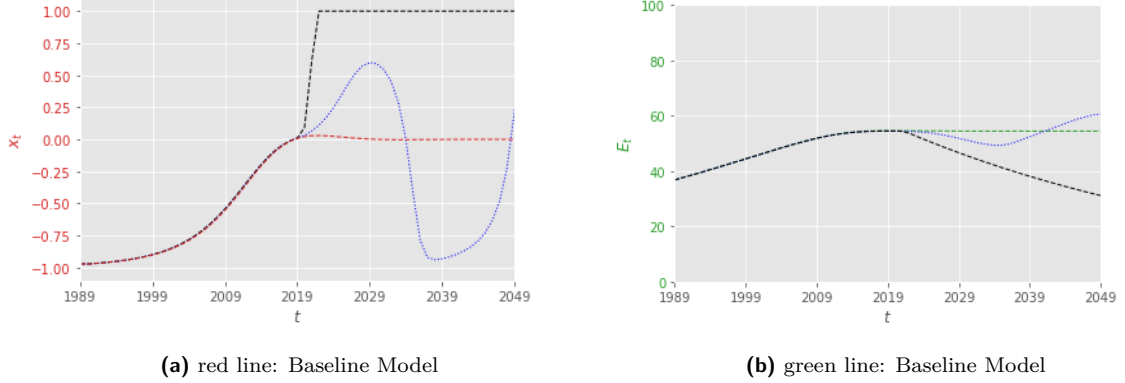 1.00
0.75
0.50
0.25
0.00
−0.25
−0.50
−0.75
−1.00
x_t
1989 1999 2009 2019 2029 2039 2049
t
(a) red line: Baseline Model
100
80
60
40
20
0
E_t
1989 1999 2009 2019 2029 2039 2049
t
(b) green line: Baseline Model